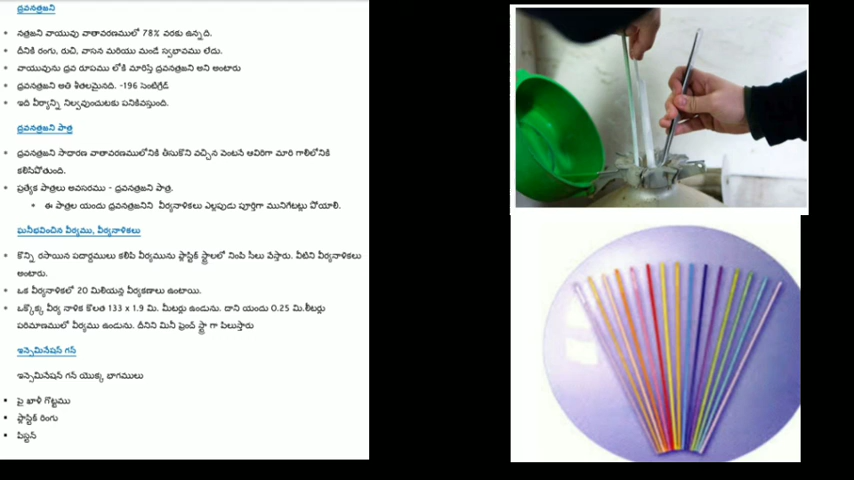 ద్రవనత్రజని
నత్రజని వాయువు వాతావరణములో 78% వరకు ఉన్నది.
దీనికి రంగు, రుచి, వాసన మరియు మండే స్వభావము లేదు.
వాయువును ద్రవ రూపము లోకి మారిస్తే ద్రవనత్రజని అని అంటారు
ద్రవనత్రజని అతి శీతలమైనది. -196 సెంటిగ్రేడ్
ఇది వీర్యాన్ని నిల్వవుంచుటకు పనికివస్తుంది.
ద్రవనత్రజని పాత్ర
ద్రవనత్రజని సాధారణ వాతావరణములోనికి తీసుకొని వచ్చిన వెంటనే ఆవిరిగా మారి గాలిలోనికి
కలిసిపోతుంది.
ప్రత్యేక పాత్రలు అవసరము - ద్రవనత్రజని పాత్ర.
ఈ పాత్రల యందు ద్రవనత్రజనిని వీర్యనాళికలు ఎల్లపుడు పూర్తిగా మునిగేటట్లు పోయాలి.
ఘనీభవించిన వీర్యము, వీర్యనాళికలు
కొన్ని రసాయిన పదార్థములు కలిపి వీర్యమును ప్లాస్టిక్ స్ట్రాలలో నింపి సీలు వేస్తారు. వీటిని వీర్యనాళికలు
అంటారు.
ఒక వీర్యనాళికలో 20 మిలియన్ల వీర్యకణాలు ఉంటాయి.
ఒక్కొక్క వీర్య నాళిక కొలత 133 x 1.9 మి. మీటర్లు ఉండును. దాని యందు 0.25 మి.లీటర్లు
పరిమాణములో వీర్యము ఉండును. దీనిని మినీ ఫ్రెంచ్ స్ట్రా గా పిలుస్తారు
ఇన్సెమినేషన్ గన్
ఇన్సెమినేషన్ గన్ యొక్క భాగములు
పై ఖాళీ గొట్టము
ప్లాస్టిక్ రింగు
పిస్టన్